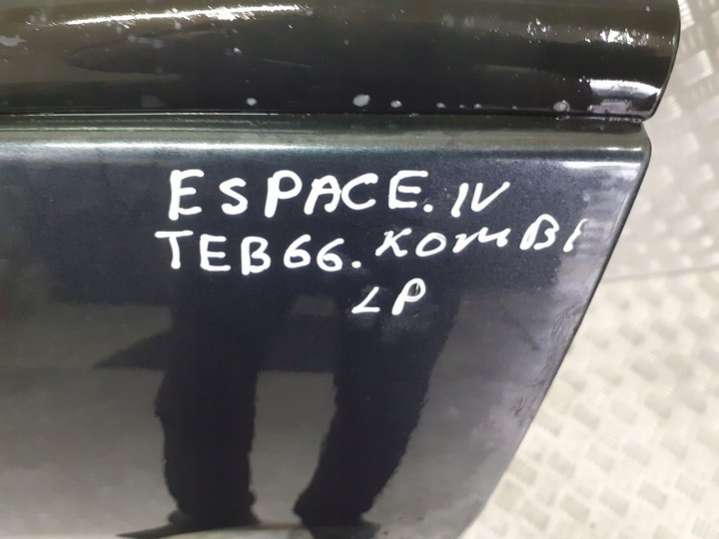 ESPACE. IV
TEB66. KOMBI
LP